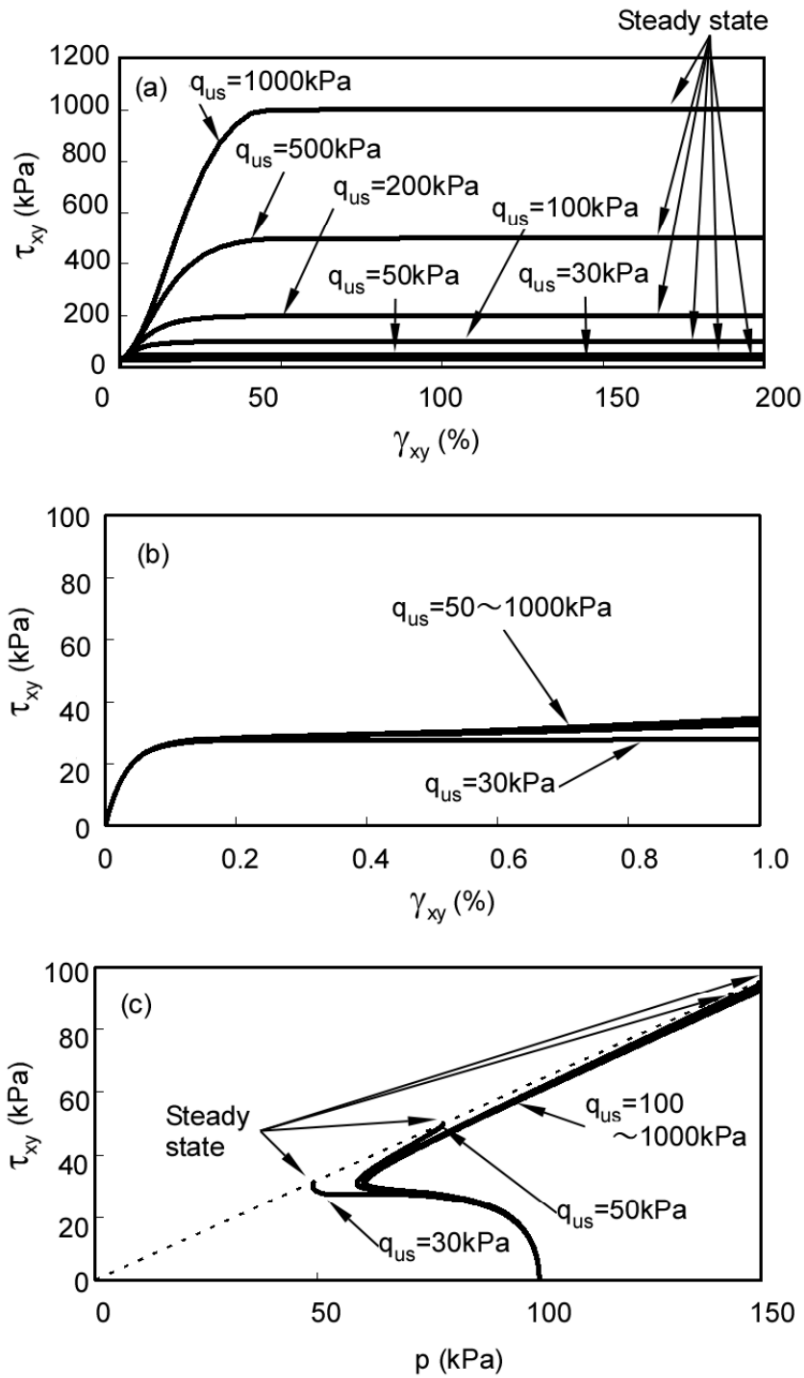 Steady state
1200
(a)
q_us=1000kPa
1000
q_us=500kPa
800
q_us=200kPa
600
q_us=100kPa
τ_xy (kPa)
400
q_us=50kPa
q_us=30kPa
200
0
0 50 100 150 200
γ_xy (%)
100
(b)
80
q_us=50~1000kPa
60
τ_xy (kPa)
40
20
q_us=30kPa
0
0 0.2 0.4 0.6 0.8 1.0
γ_xy (%)
100
(c)
80
τ_xy (kPa)
60
Steady
state
q_us=100
~1000kPa
40
q_us=50kPa
20
q_us=30kPa
0
0 50 100 150
p (kPa)